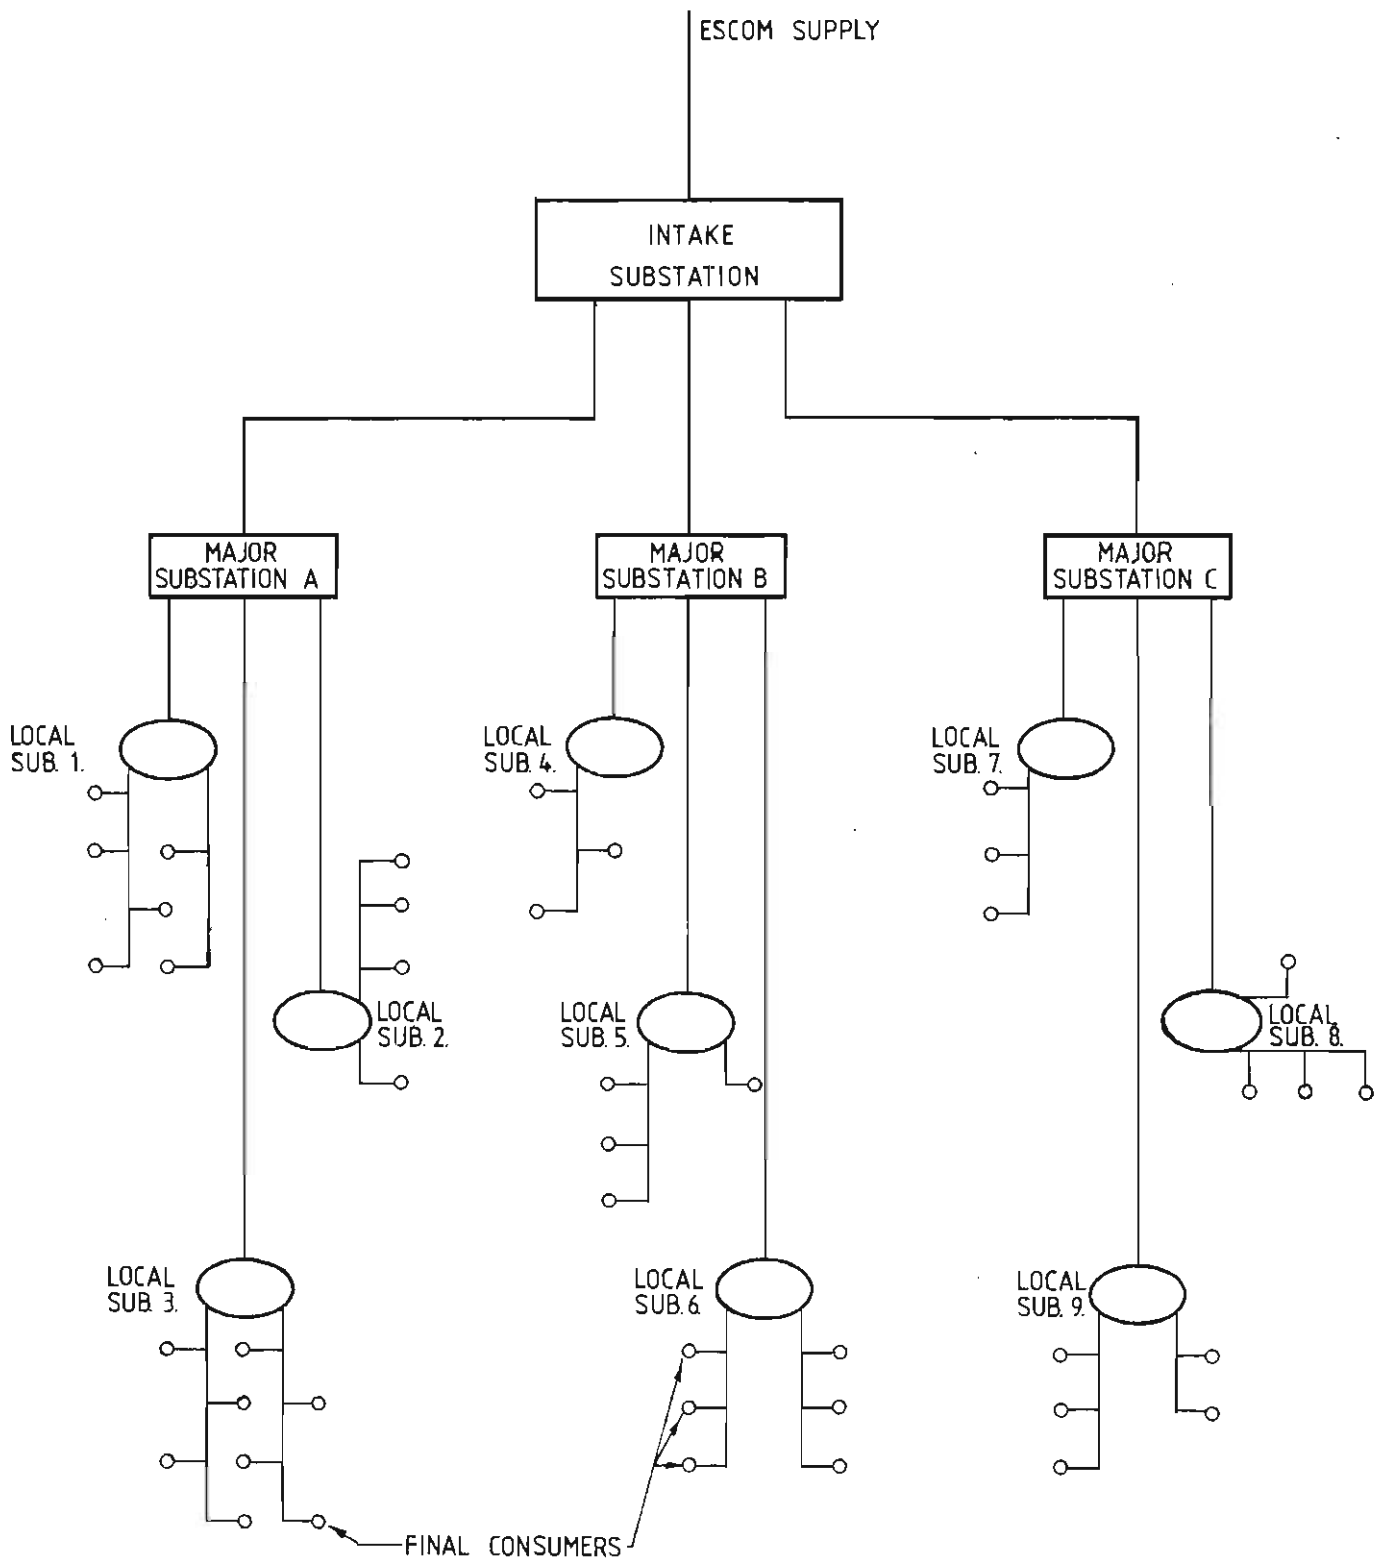 ESCOM SUPPLY
INTAKE
SUBSTATION
MAJOR
SUBSTATION A
MAJOR
SUBSTATION B
MAJOR
SUBSTATION C
LOCAL
SUB. 1.
LOCAL
SUB. 4.
LOCAL
SUB. 7.
LOCAL
SUB. 2.
LOCAL
SUB. 5.
LOCAL
SUB. 8.
LOCAL
SUB. 3.
LOCAL
SUB. 6.
LOCAL
SUB. 9.
FINAL CONSUMERS